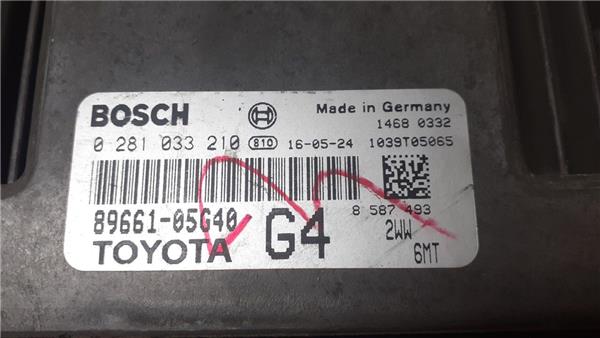 BOSCH Made in Germany
1468 0332
0 281 033 210 810 16-05-24 1039T05065
8 587 493
89661-05G40 G4 2WW
TOYOTA 6MT